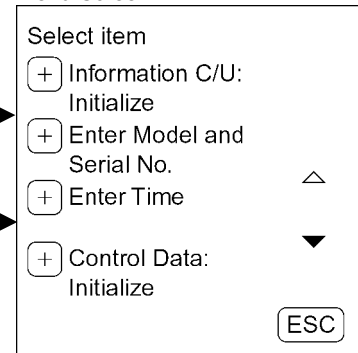 Select item
+ Information C/U:
Initialize
+ Enter Model and
Serial No.
+ Enter Time
+ Control Data:
Initialize
ESC